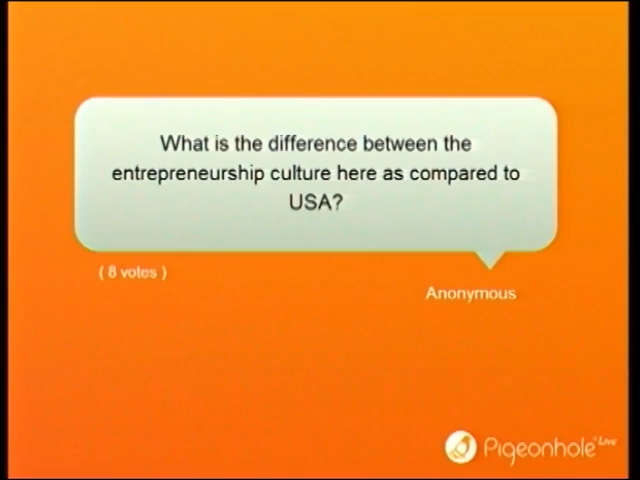 What is the difference between the
entrepreneurship culture here as compared to
USA?
( 8 votes )
Anonymous
Pigeonhole Live